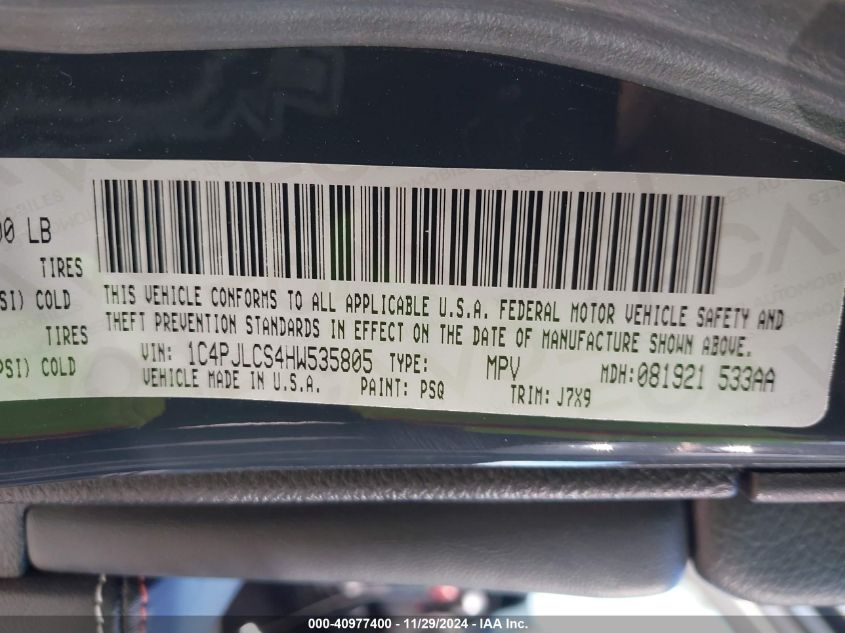 00 LB
TIRES
SI) COLD
TIRES
PSI) COLD
THIS VEHICLE CONFORMS TO ALL APPLICABLE U.S.A. FEDERAL MOTOR VEHICLE SAFETY AND
THEFT PREVENTION STANDARDS IN EFFECT ON THE DATE OF MANUFACTURE SHOWN ABOVE.
VIN: 1C4PJLCS4HW535805 TYPE: MPV MDH:081921 533AA
VEHICLE MADE IN U.S.A. PAINT: PSQ TRIM: J7X9
000-40977400 - 11/29/2024 - IAA Inc.